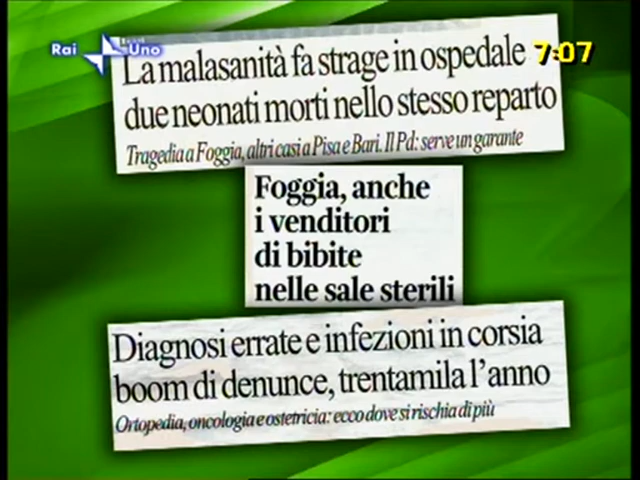 Rai Uno
7:07
La malasanità fa strage in ospedale
due neonati morti nello stesso reparto
Tragedia a Foggia, altri casi a Pisa e Bari. Il Pd: serve un garante
Foggia, anche
i venditori
di bibite
nelle sale sterili
Diagnosi errate e infezioni in corsia
boom di denunce, trentamila l'anno
Ortopedia, oncologia e ostetricia: ecco dove si rischia di più